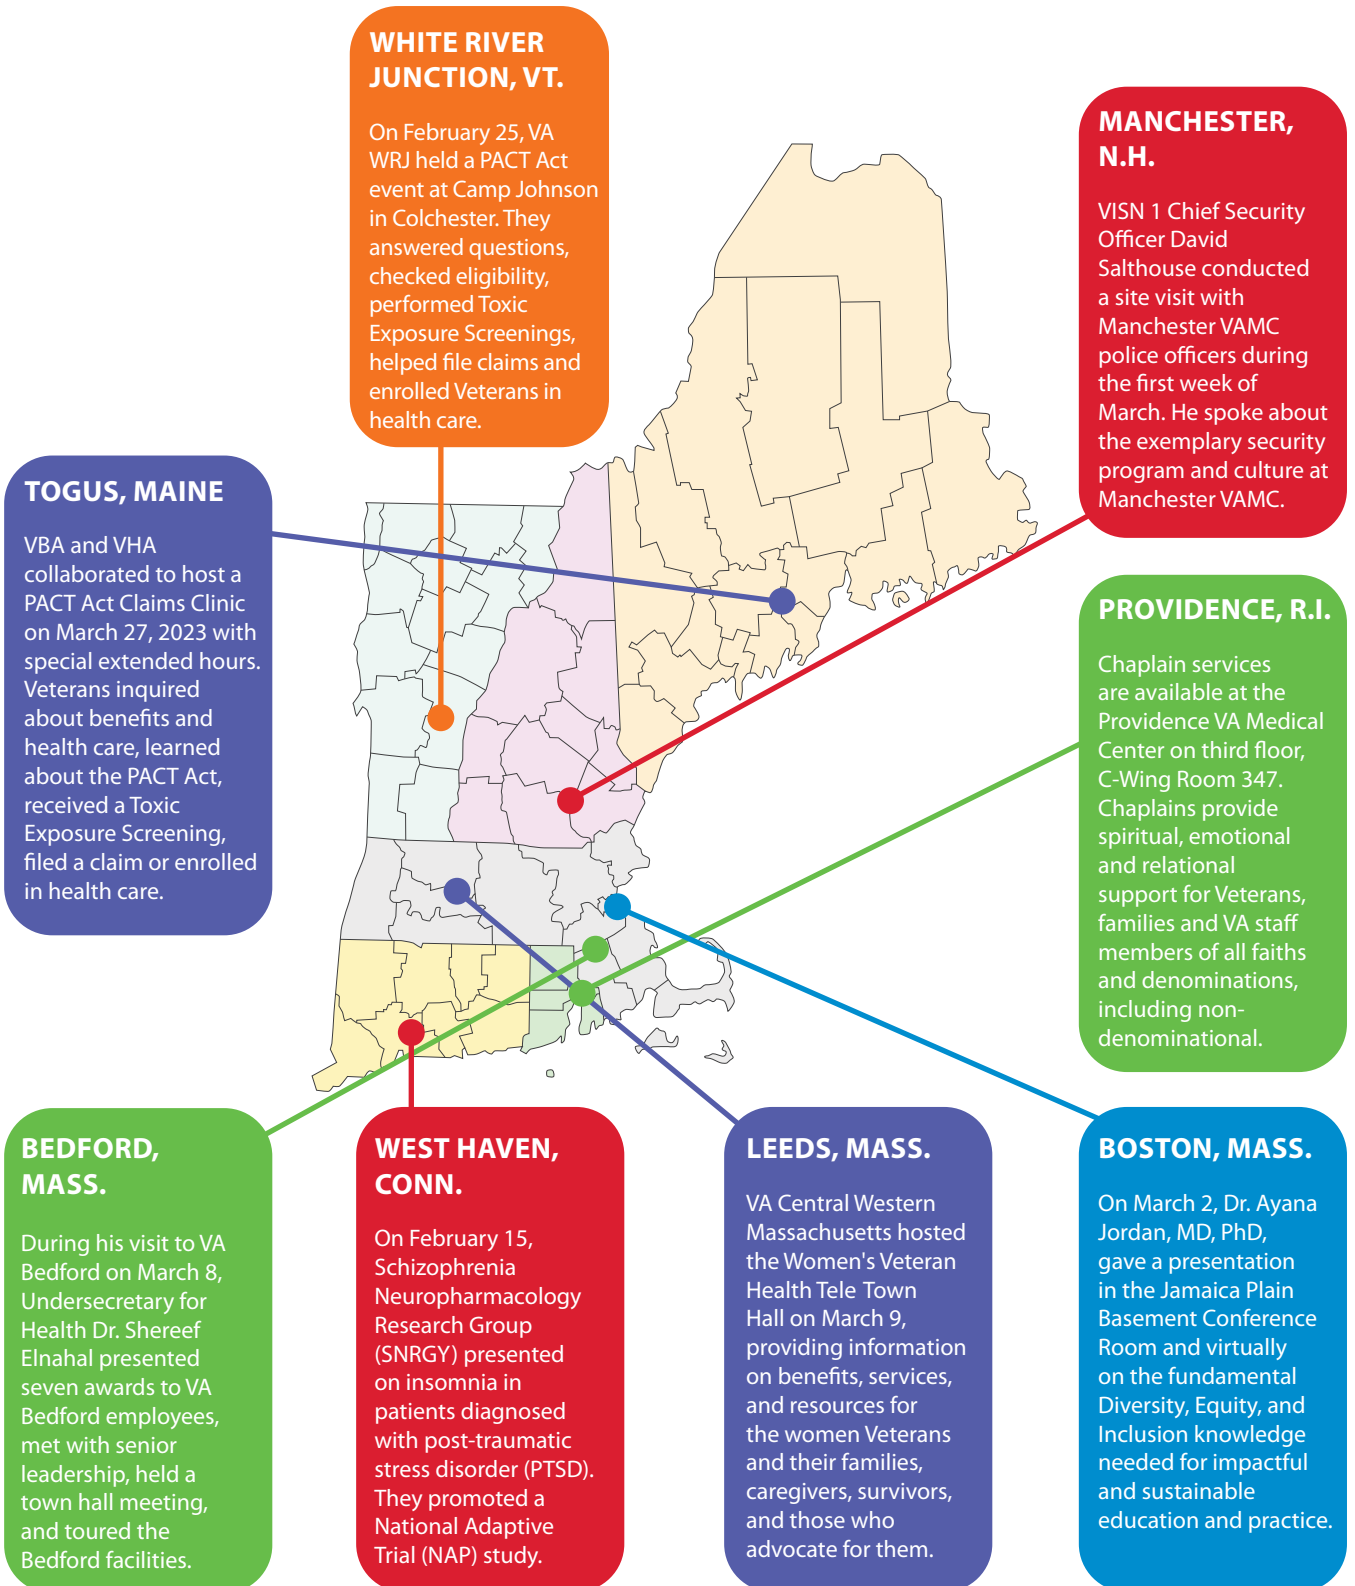 WHITE RIVER
JUNCTION, VT.
On February 25, VA
WRJ held a PACT Act
event at Camp Johnson
in Colchester. They
answered questions,
checked eligibility,
performed Toxic
Exposure Screenings,
helped file claims and
enrolled Veterans in
health care.
MANCHESTER,
N.H.
VISN 1 Chief Security
Officer David
Salthouse conducted
a site visit with
Manchester VAMC
police officers during
the first week of
March. He spoke about
the exemplary security
program and culture at
Manchester VAMC.
TOGUS, MAINE
VBA and VHA
collaborated to host a
PACT Act Claims Clinic
on March 27, 2023 with
special extended hours.
Veterans inquired
about benefits and
health care, learned
about the PACT Act,
received a Toxic
Exposure Screening,
filed a claim or enrolled
in health care.
PROVIDENCE, R.I.
Chaplain services
are available at the
Providence VA Medical
Center on third floor,
C-Wing Room 347.
Chaplains provide
spiritual, emotional
and relational
support for Veterans,
families and VA staff
members of all faiths
and denominations,
including non-
denominational.
BEDFORD,
MASS.
During his visit to VA
Bedford on March 8,
Undersecretary for
Health Dr. Shereef
Elnahal presented
seven awards to VA
Bedford employees,
met with senior
leadership, held a
town hall meeting,
and toured the
Bedford facilities.
WEST HAVEN,
CONN.
On February 15,
Schizophrenia
Neuropharmacology
Research Group
(SNRGY) presented
on insomnia in
patients diagnosed
with post-traumatic
stress disorder (PTSD).
They promoted a
National Adaptive
Trial (NAP) study.
LEEDS, MASS.
VA Central Western
Massachusetts hosted
the Women's Veteran
Health Tele Town
Hall on March 9,
providing information
on benefits, services,
and resources for
the women Veterans
and their families,
caregivers, survivors,
and those who
advocate for them.
BOSTON, MASS.
On March 2, Dr. Ayana
Jordan, MD, PhD,
gave a presentation
in the Jamaica Plain
Basement Conference
Room and virtually
on the fundamental
Diversity, Equity, and
Inclusion knowledge
needed for impactful
and sustainable
education and practice.